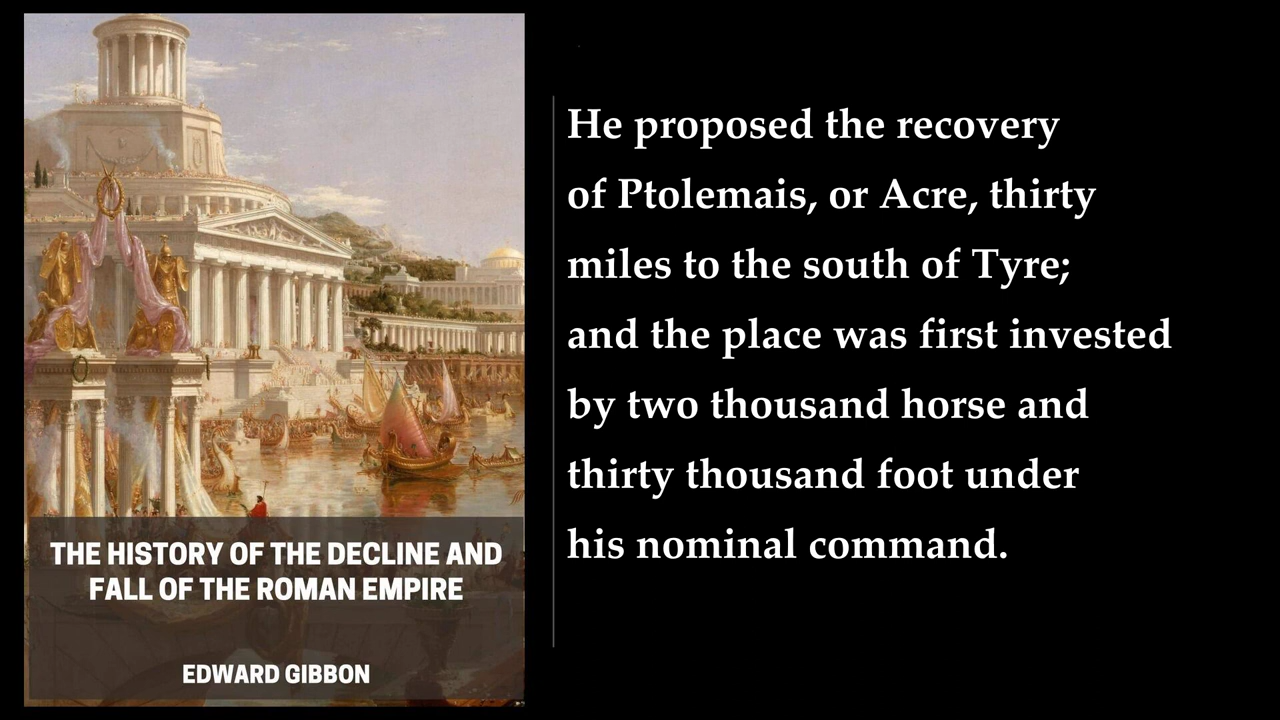 THE HISTORY OF THE DECLINE AND
FALL OF THE ROMAN EMPIRE
EDWARD GIBBON
He proposed the recovery
of Ptolemais, or Acre, thirty
miles to the south of Tyre;
and the place was first invested
by two thousand horse and
thirty thousand foot under
his nominal command.